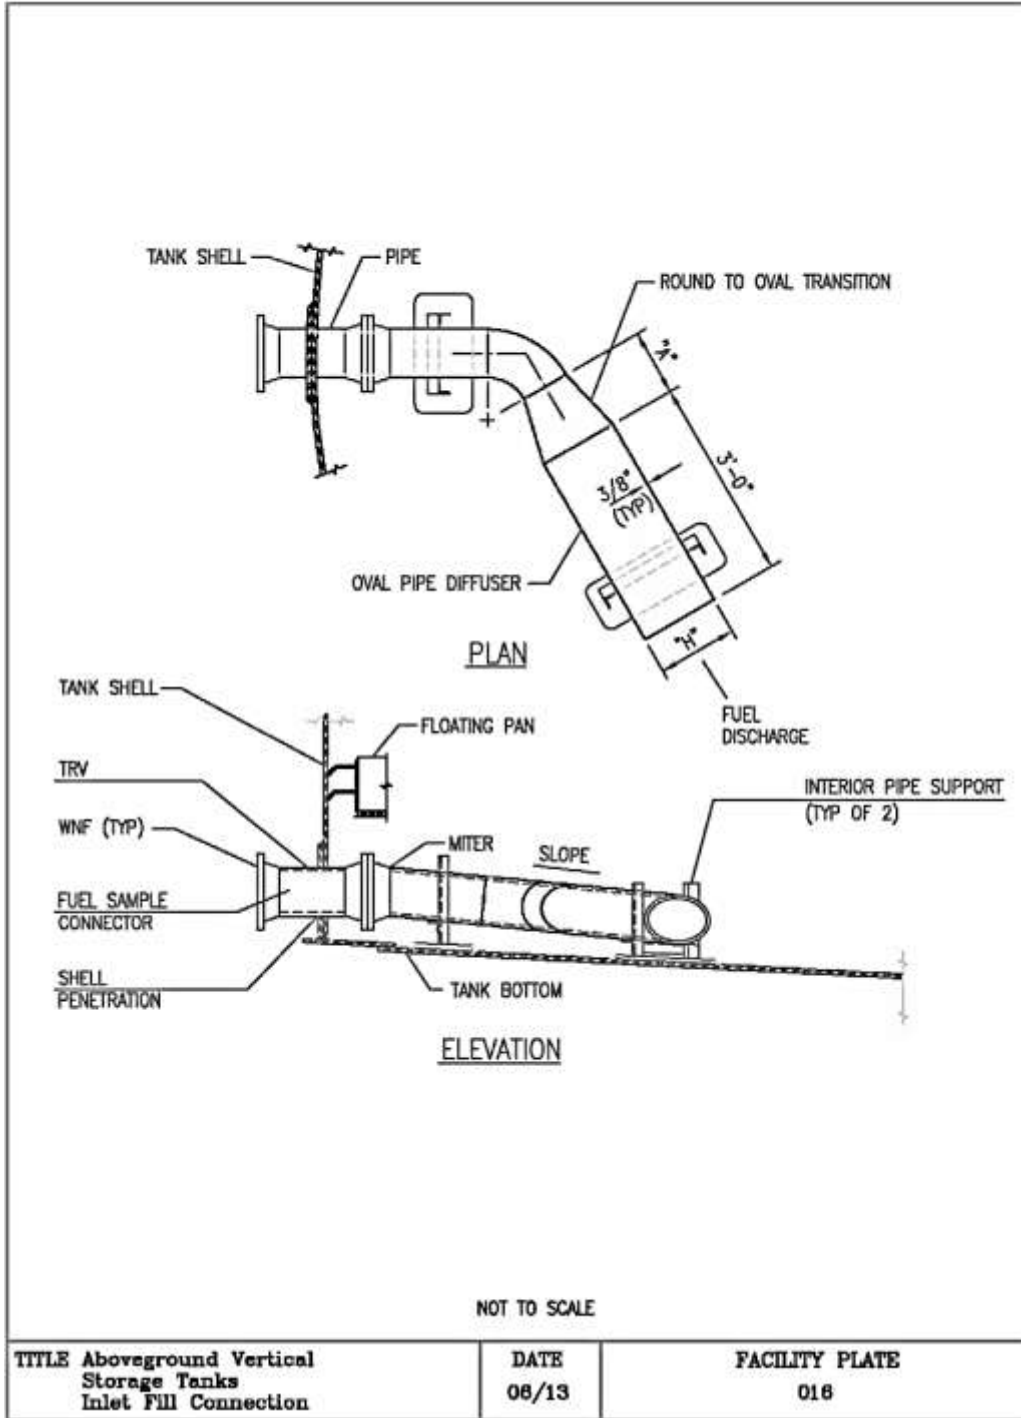 TANK SHELL
PIPE
ROUND TO OVAL TRANSITION
"A"
3'-0"
3/8"
(TYP)
OVAL PIPE DIFFUSER
"H"
PLAN
FUEL
DISCHARGE
TANK SHELL
FLOATING PAN
TRV
INTERIOR PIPE SUPPORT
(TYP OF 2)
WNF (TYP)
MITER
SLOPE
FUEL SAMPLE
CONNECTOR
SHELL
PENETRATION
TANK BOTTOM
ELEVATION
NOT TO SCALE
TITLE Aboveground Vertical
Storage Tanks
Inlet Fill Connection
DATE
06/13
FACILITY PLATE
016